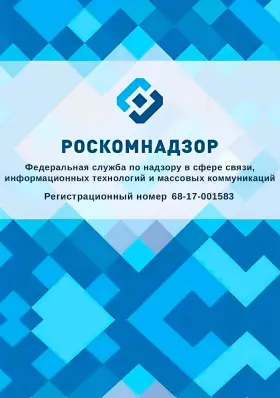 РОСКОМНАДЗОР
Федеральная служба по надзору в сфере связи,
информационных технологий и массовых коммуникаций
Регистрационный номер 68-17-001583